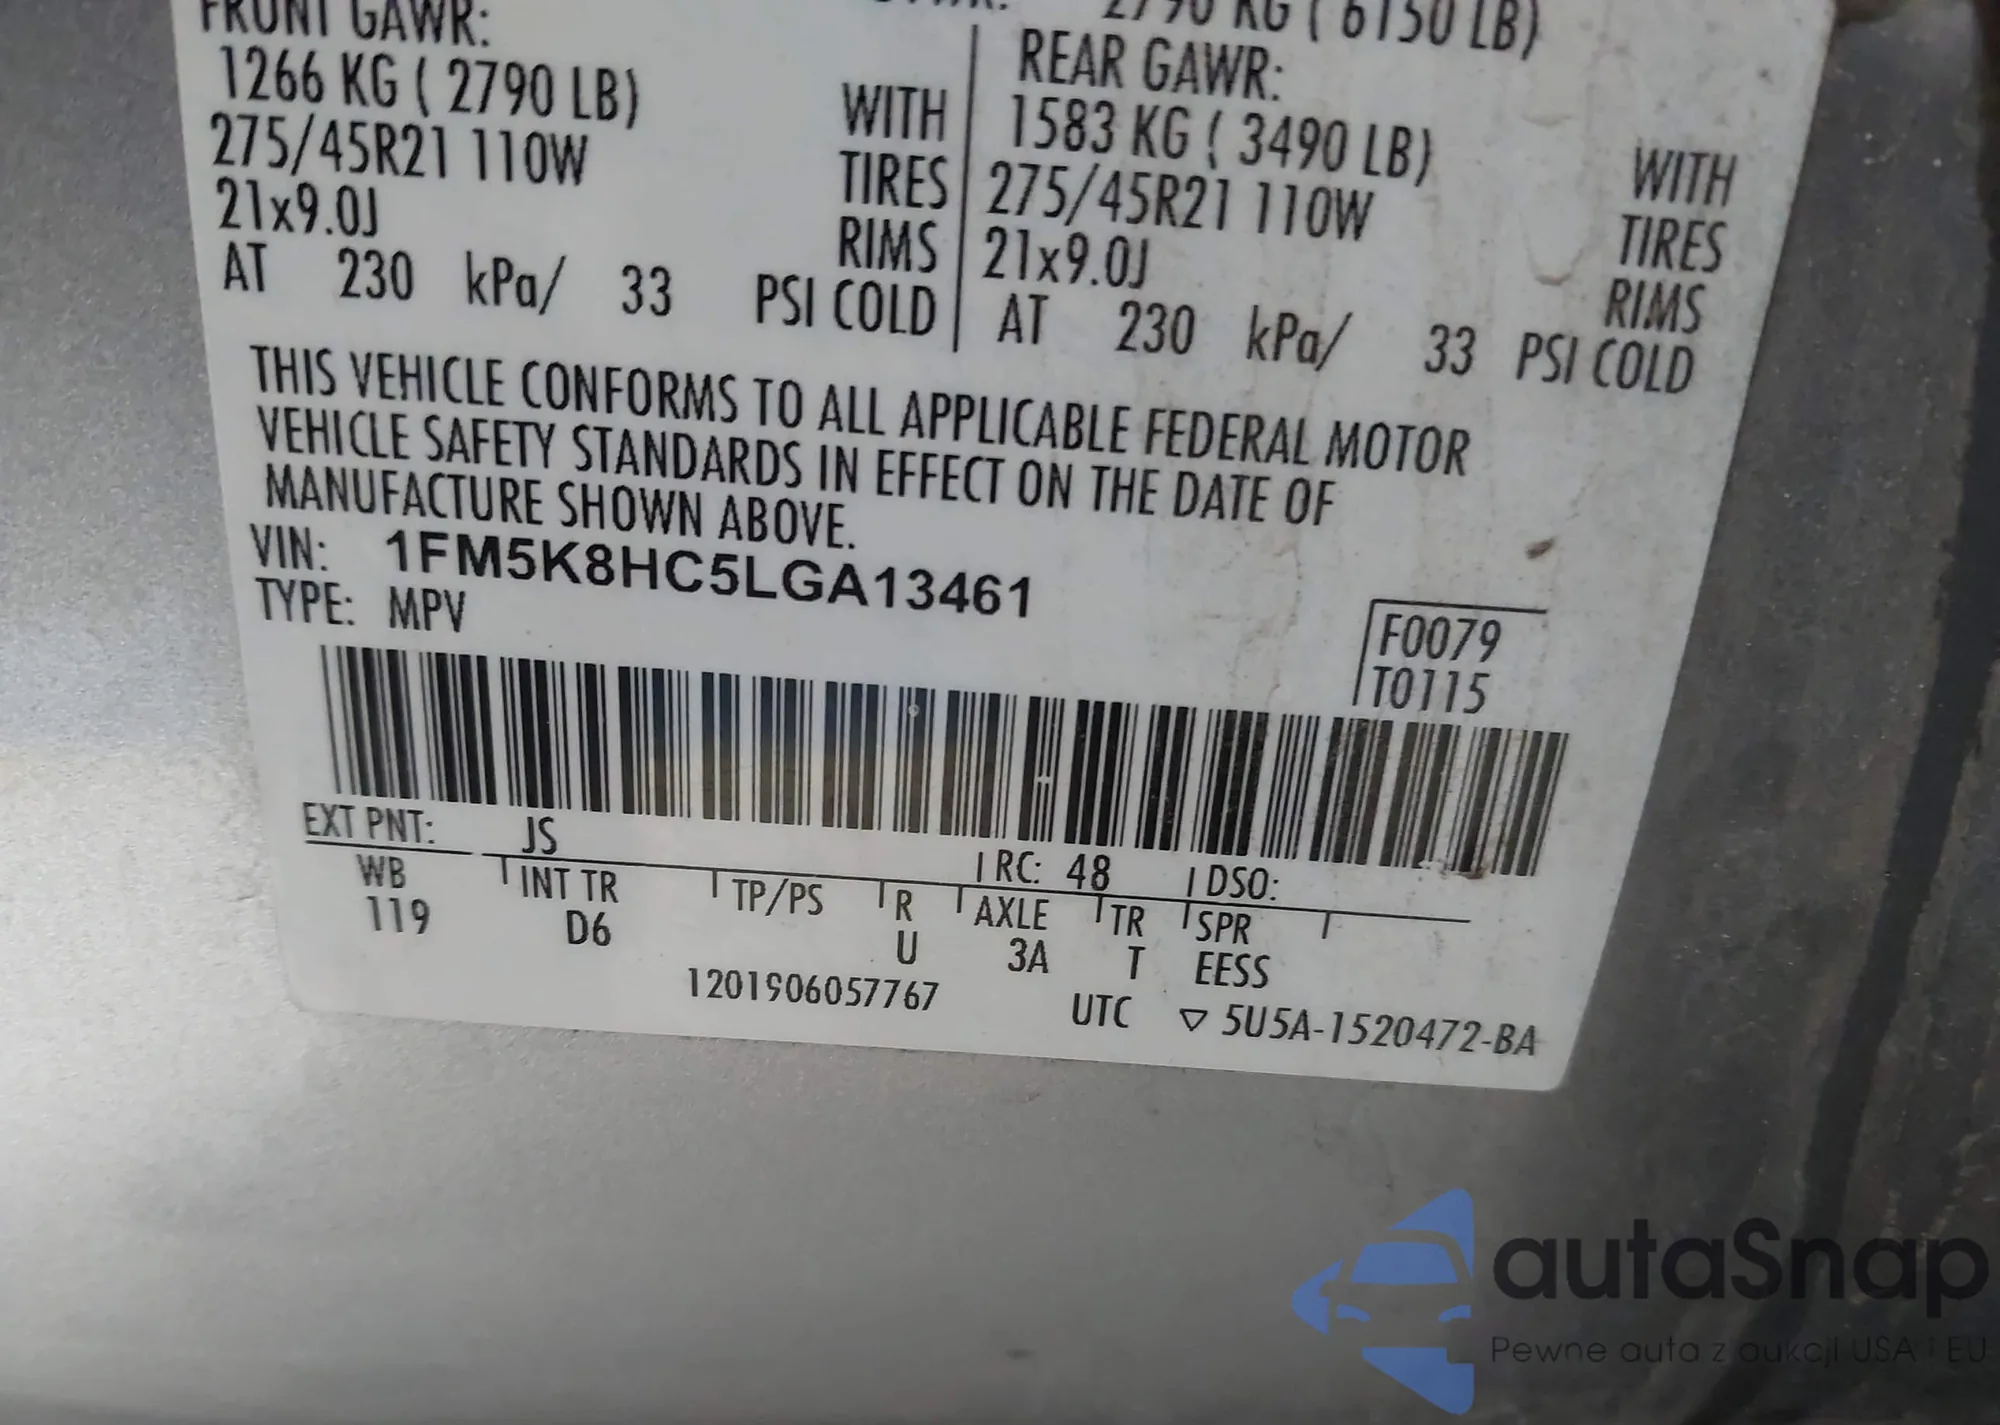 FRONT GAWR: 2790 KG ( 6150 LB)
1266 KG ( 2790 LB) WITH
275/45R21 110W TIRES
21x9.0J RIMS
AT 230 kPa/ 33 PSI COLD
REAR GAWR:
1583 KG ( 3490 LB) WITH
275/45R21 110W TIRES
21x9.0J RIMS
AT 230 kPa/ 33 PSI COLD
THIS VEHICLE CONFORMS TO ALL APPLICABLE FEDERAL MOTOR
VEHICLE SAFETY STANDARDS IN EFFECT ON THE DATE OF
MANUFACTURE SHOWN ABOVE.
VIN: 1FM5K8HC5LGA13461
TYPE: MPV
F0079
T0115
EXT PNT: JS RC: 48 DSO:
WB INT TR TP/PS R AXLE TR SPR
119 D6 U 3A T EESS
1201906057767 UTC ▽ 5U5A-1520472-BA
autaSnap
Pewne auta z aukcji USA i EU